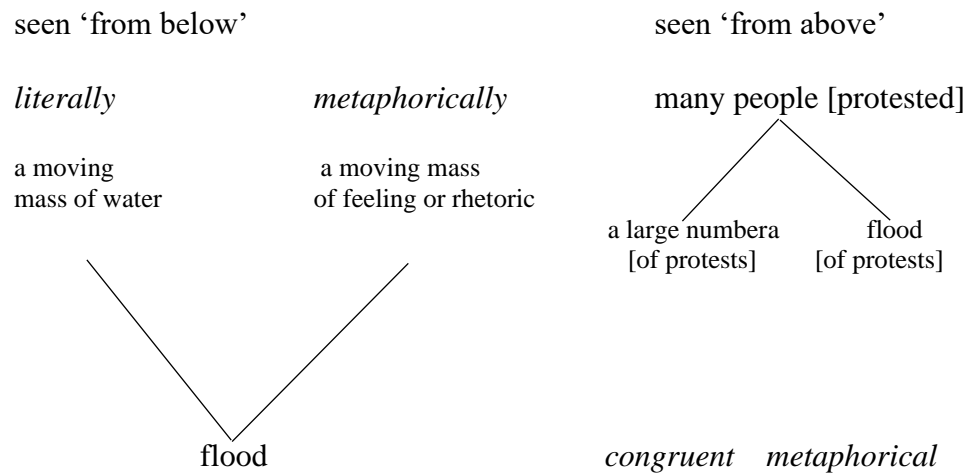 seen ‘from below’ seen ‘from above’
literally metaphorically many people [protested]
a moving a moving mass
mass of water of feeling or rhetoric
a large numbera flood
[of protests] [of protests]
flood congruent metaphorical